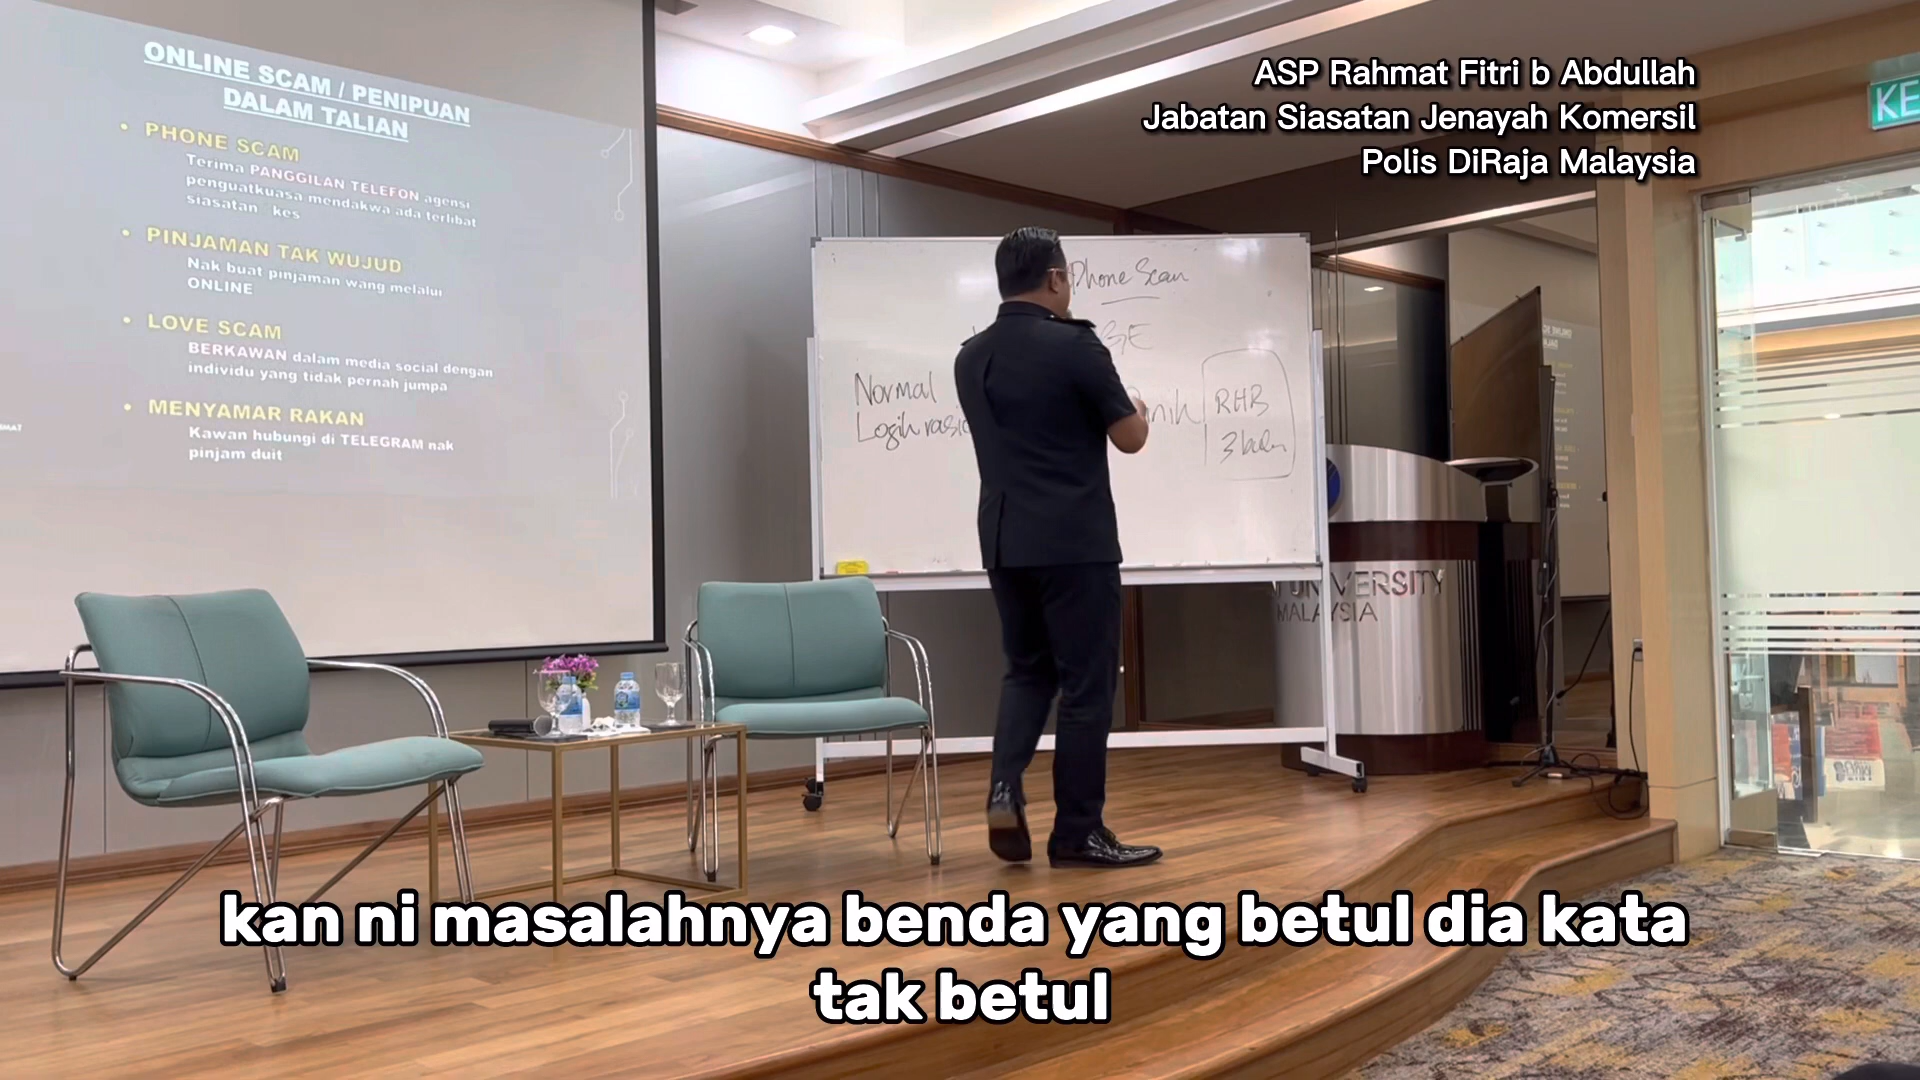 ONLINE SCAM / PENIPUAN
DALAM TALIAN
• PHONE SCAM
Terima PANGGILAN TELEFON agensi
penguatkuasa mendakwa ada terlibat
siasatan kes
• PINJAMAN TAK WUJUD
Nak buat pinjaman wang melalui
ONLINE
• LOVE SCAM
BERKAWAN dalam media social dengan
individu yang tidak pernah jumpa
• MENYAMAR RAKAN
Kawan hubungi di TELEGRAM nak
pinjam duit
ASP Rahmat Fitri b Abdullah
Jabatan Siasatan Jenayah Komersil
Polis DiRaja Malaysia
KE
Phone Scam
Normal
RHB
UNIVERSITY
MALAYSIA
kan ni masalahnya benda yang betul dia kata
tak betul